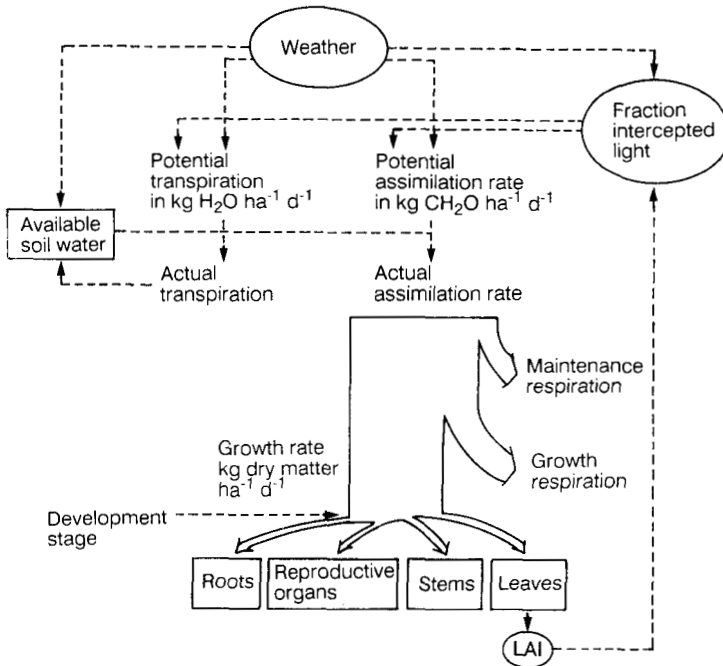 Weather
Fraction
intercepted
light
Potential
transpiration
in kg H₂O ha⁻¹ d⁻¹
Potential
assimilation rate
in kg CH₂O ha⁻¹ d⁻¹
Available
soil water
Actual
transpiration
Actual
assimilation rate
Maintenance
respiration
Growth rate
kg dry matter
ha⁻¹ d⁻¹
Growth
respiration
Development
stage
Roots
Reproductive
organs
Stems
Leaves
LAI